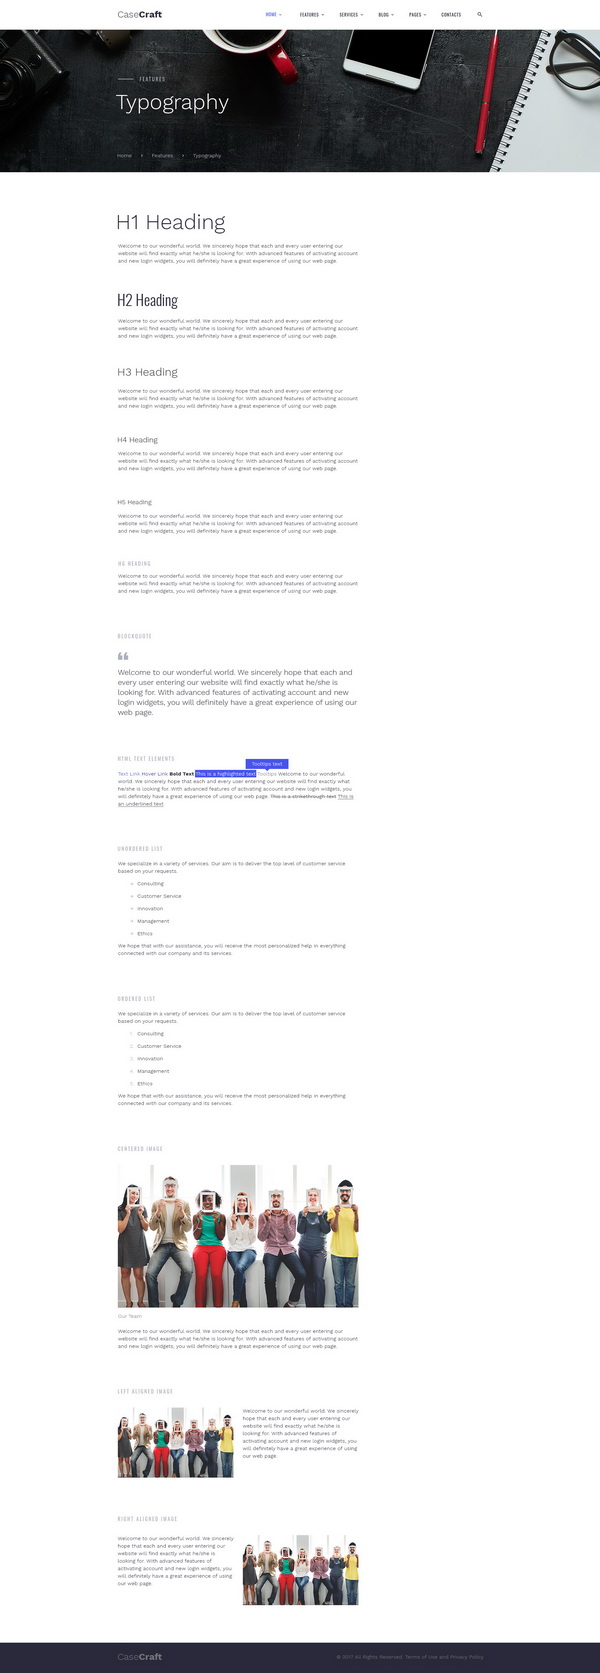 CaseCraft
HOME FEATURES SERVICES BLOG PAGES CONTACTS
FEATURES
Typography
Home Features Typography
H1 Heading
Welcome to our wonderful world. We sincerely hope that each and every user entering our
website will find exactly what he/she is looking for. With advanced features of activating account
and new login widgets, you will definitely have a great experience of using our web page.
H2 Heading
Welcome to our wonderful world. We sincerely hope that each and every user entering our
website will find exactly what he/she is looking for. With advanced features of activating account
and new login widgets, you will definitely have a great experience of using our web page.
H3 Heading
Welcome to our wonderful world. We sincerely hope that each and every user entering our
website will find exactly what he/she is looking for. With advanced features of activating account
and new login widgets, you will definitely have a great experience of using our web page.
H4 Heading
Welcome to our wonderful world. We sincerely hope that each and every user entering our
website will find exactly what he/she is looking for. With advanced features of activating account
and new login widgets, you will definitely have a great experience of using our web page.
H5 Heading
Welcome to our wonderful world. We sincerely hope that each and every user entering our
website will find exactly what he/she is looking for. With advanced features of activating account
and new login widgets, you will definitely have a great experience of using our web page.
H6 HEADING
Welcome to our wonderful world. We sincerely hope that each and every user entering our
website will find exactly what he/she is looking for. With advanced features of activating account
and new login widgets, you will definitely have a great experience of using our web page.
BLOCKQUOTE
Welcome to our wonderful world. We sincerely hope that each and
every user entering our website will find exactly what he/she is
looking for. With advanced features of activating account and new
login widgets, you will definitely have a great experience of using our
web page.
HTML TEXT ELEMENTS
Tooltips text
Text Link Hover Link Bold Text This is a highlighted text Tooltips Welcome to our wonderful
world. We sincerely hope that each and every user entering our website will find exactly what he/she
is looking for. With advanced features of activating account and new login widgets, you
will definitely have a great experience of using our web page. This is a strikethrough text This is
an underlined text
UNORDERED LIST
We specialize in a variety of services. Our aim is to deliver the top level of customer service
based on your requests.
Consulting
Customer Service
Innovation
Management
Ethics
We hope that with our assistance, you will receive the most personalized help in everything
connected with our company and its services.
ORDERED LIST
We specialize in a variety of services. Our aim is to deliver the top level of customer service
based on your requests.
1. Consulting
2. Customer Service
3. Innovation
4. Management
5. Ethics
We hope that with our assistance, you will receive the most personalized help in everything
connected with our company and its services.
CENTERED IMAGE
Our Team
Welcome to our wonderful world. We sincerely hope that each and every user entering our
website will find exactly what he/she is looking for. With advanced features of activating account
and new login widgets, you will definitely have a great experience of using our web page.
LEFT ALIGNED IMAGE
Welcome to our wonderful world. We sincerely
hope that each and every user entering our
website will find exactly what he/she is
looking for. With advanced features of
activating account and new login widgets, you
will definitely have a great experience of using
our web page.
RIGHT ALIGNED IMAGE
Welcome to our wonderful world. We sincerely
hope that each and every user entering our
website will find exactly what he/she is
looking for. With advanced features of
activating account and new login widgets, you
will definitely have a great experience of using
our web page.
CaseCraft
© 2017 All Rights Reserved. Terms of Use and Privacy Policy